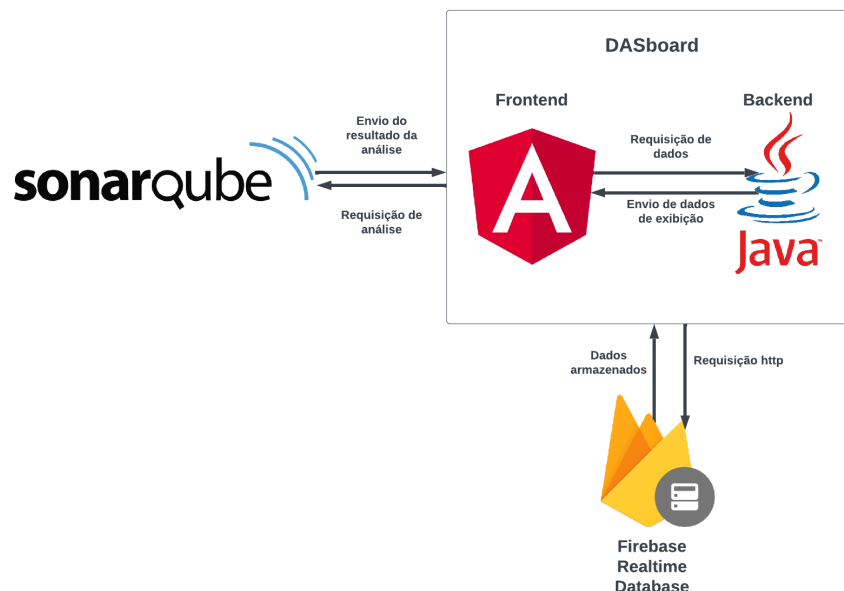 DASboard
Frontend
Backend
Envio do
resultado da
análise
Requisição de
dados
sonarqube
Requisição de
análise
Envio de dados
de exibição
Java
Dados
armazenados
Requisição http
Firebase
Realtime
Database